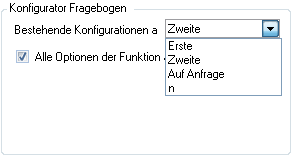 Konfigurator Fragebogen
Bestehende Konfigurationen a Zweite
Erste
Zweite
Alle Optionen der Funktion
Auf Anfrage
n